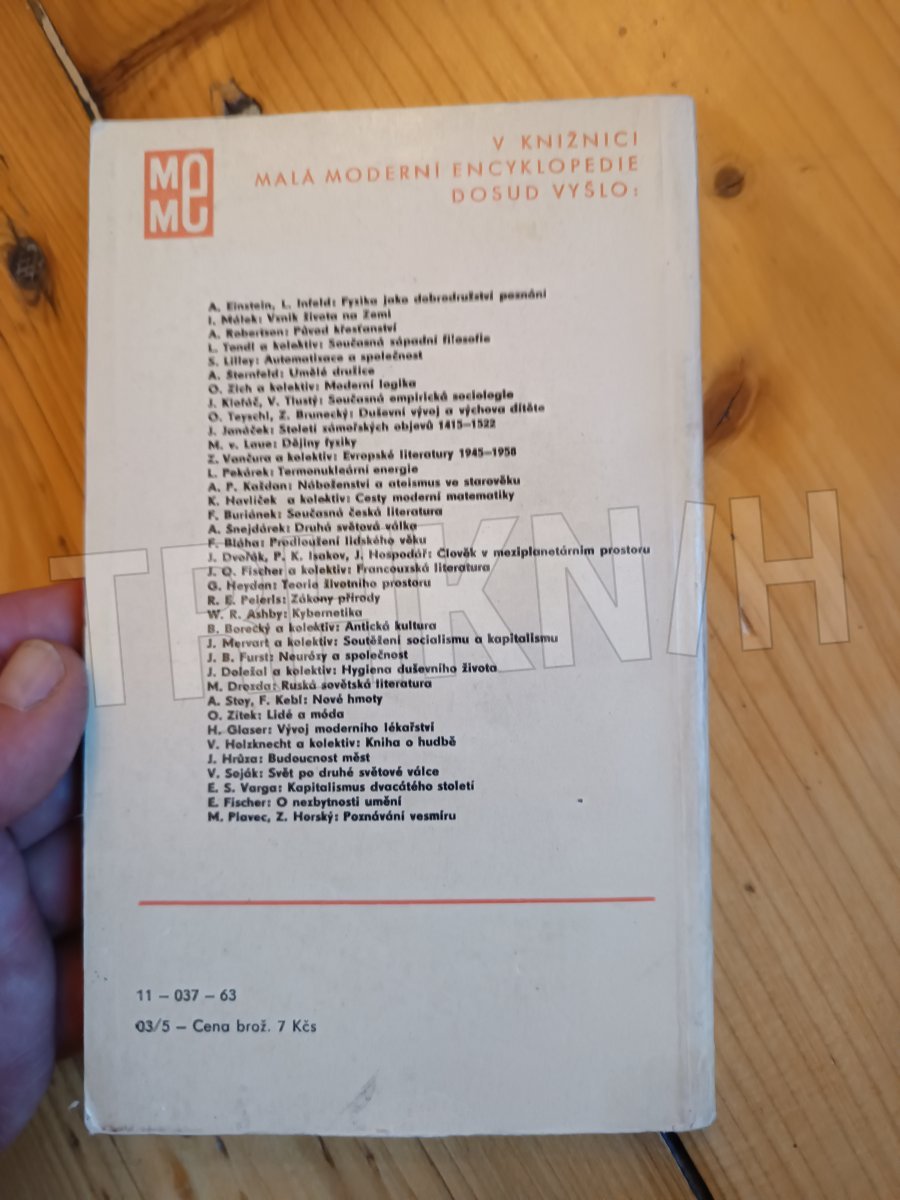 MeMe
V KNIŽNICI
MALÁ MODERNÍ ENCYKLOPEDIE
DOSUD VYŠLO:
A. Einstein, L. Infeld: Fysika jako dobrodružství poznání
I. Málek: Vznik života na Zemi
A. Robertson: Původ křesťanství
L. Tondl a kolektiv: Současná západní filosofie
S. Lilley: Automatisace a společnost
A. Šternfeld: Umělé družice
O. Zich a kolektiv: Moderní logika
J. Klofáč, V. Tlustý: Současná empirická sociologie
O. Teyschl, Z. Brunecký: Duševní vývoj a výchova dítěte
J. Janáček: Století zámořských objevů 1415–1522
M. v. Laue: Dějiny fysiky
Z. Vančura a kolektiv: Evropské literatury 1945–1958
L. Pekárek: Termonukleární energie
A. P. Každan: Náboženství a ateismus ve starověku
K. Havlíček a kolektiv: Cesty moderní matematiky
F. Buriánek: Současná česká literatura
A. Šnejdárek: Druhá světová válka
F. Bláha: Prodloužení lidského věku
J. Dvořák, P. K. Isakov, J. Hospodář: Člověk v meziplanetárním prostoru
J. O. Fischer a kolektiv: Francouzská literatura
G. Heyden: Teorie životního prostoru
R. E. Peierls: Zákony přírody
W. R. Ashby: Kybernetika
B. Borecký a kolektiv: Antická kultura
J. Mervart a kolektiv: Soutěžení socialismu a kapitalismu
J. B. Furst: Neurózy a společnost
J. Doležal a kolektiv: Hygiena duševního života
M. Drozda: Ruská sovětská literatura
A. Stoy, F. Kebl: Nové hmoty
O. Žitek: Lidé a móda
H. Glaser: Vývoj moderního lékařství
V. Holzknecht a kolektiv: Kniha o hudbě
J. Hrůza: Budoucnost měst
V. Soják: Svět po druhé světové válce
E. S. Varga: Kapitalismus dvacátého století
E. Fischer: O nezbytnosti umění
M. Plavec, Z. Horský: Poznávání vesmíru
11 – 037 – 63
03/5 – Cena brož. 7 Kčs